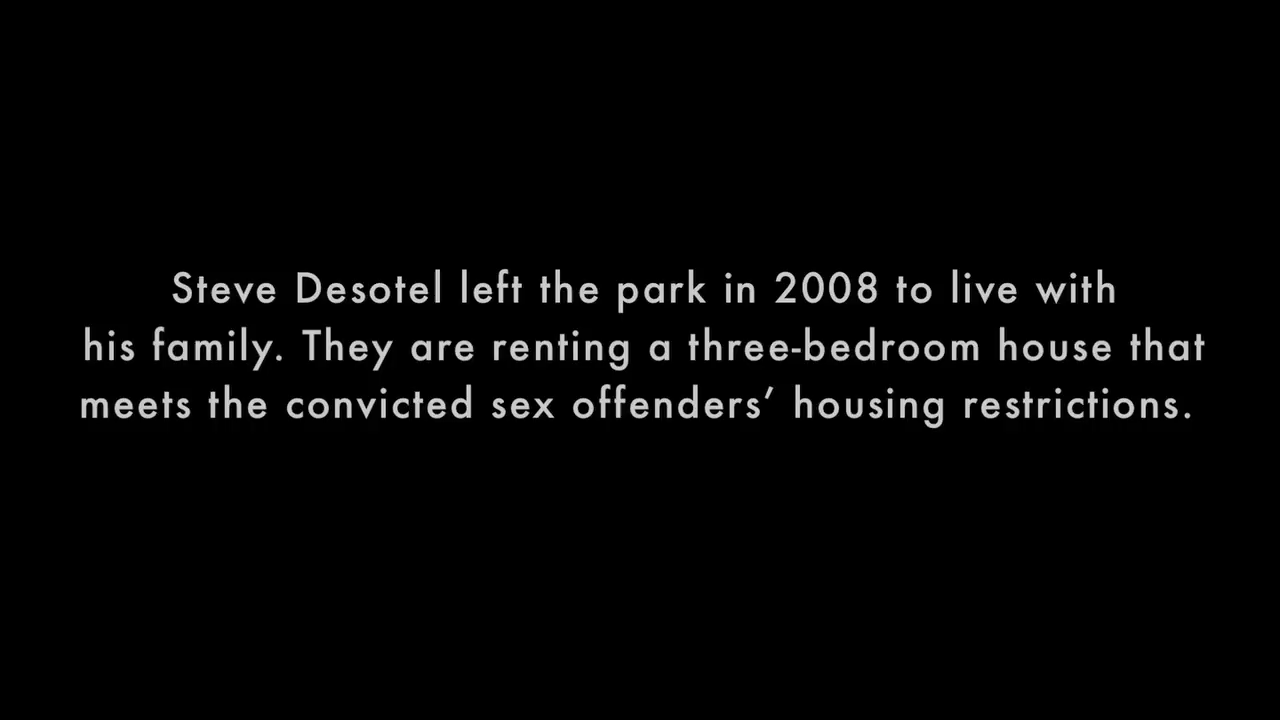 Steve Desotel left the park in 2008 to live with
his family. They are renting a three-bedroom house that
meets the convicted sex offenders’ housing restrictions.